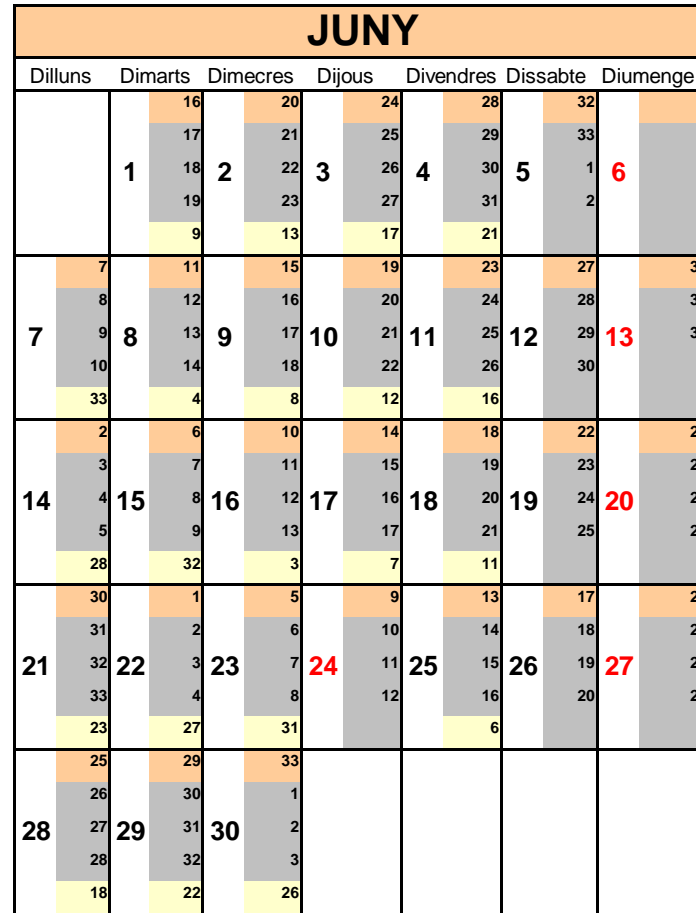 JUNY
Dilluns Dimarts Dimecres Dijous Divendres Dissabte Diumenge
16 20 24 28 32
17 21 25 29 33
1 18 2 22 3 26 4 30 5 1 6
19 23 27 31 2
9 13 17 21
7 11 15 19 23 27
8 12 16 20 24 28
7 9 8 13 9 17 10 21 11 25 12 29 13
10 14 18 22 26 30
33 4 8 12 16
2 6 10 14 18 22
3 7 11 15 19 23
14 4 15 8 16 12 17 16 18 20 19 24 20
5 9 13 17 21 25
28 32 3 7 11
30 1 5 9 13 17
31 2 6 10 14 18
21 32 22 3 23 7 24 11 25 15 26 19 27
33 4 8 12 16 20
23 27 31 6
25 29 33
26 30 1
28 27 29 31 30 2
28 32 3
18 22 26